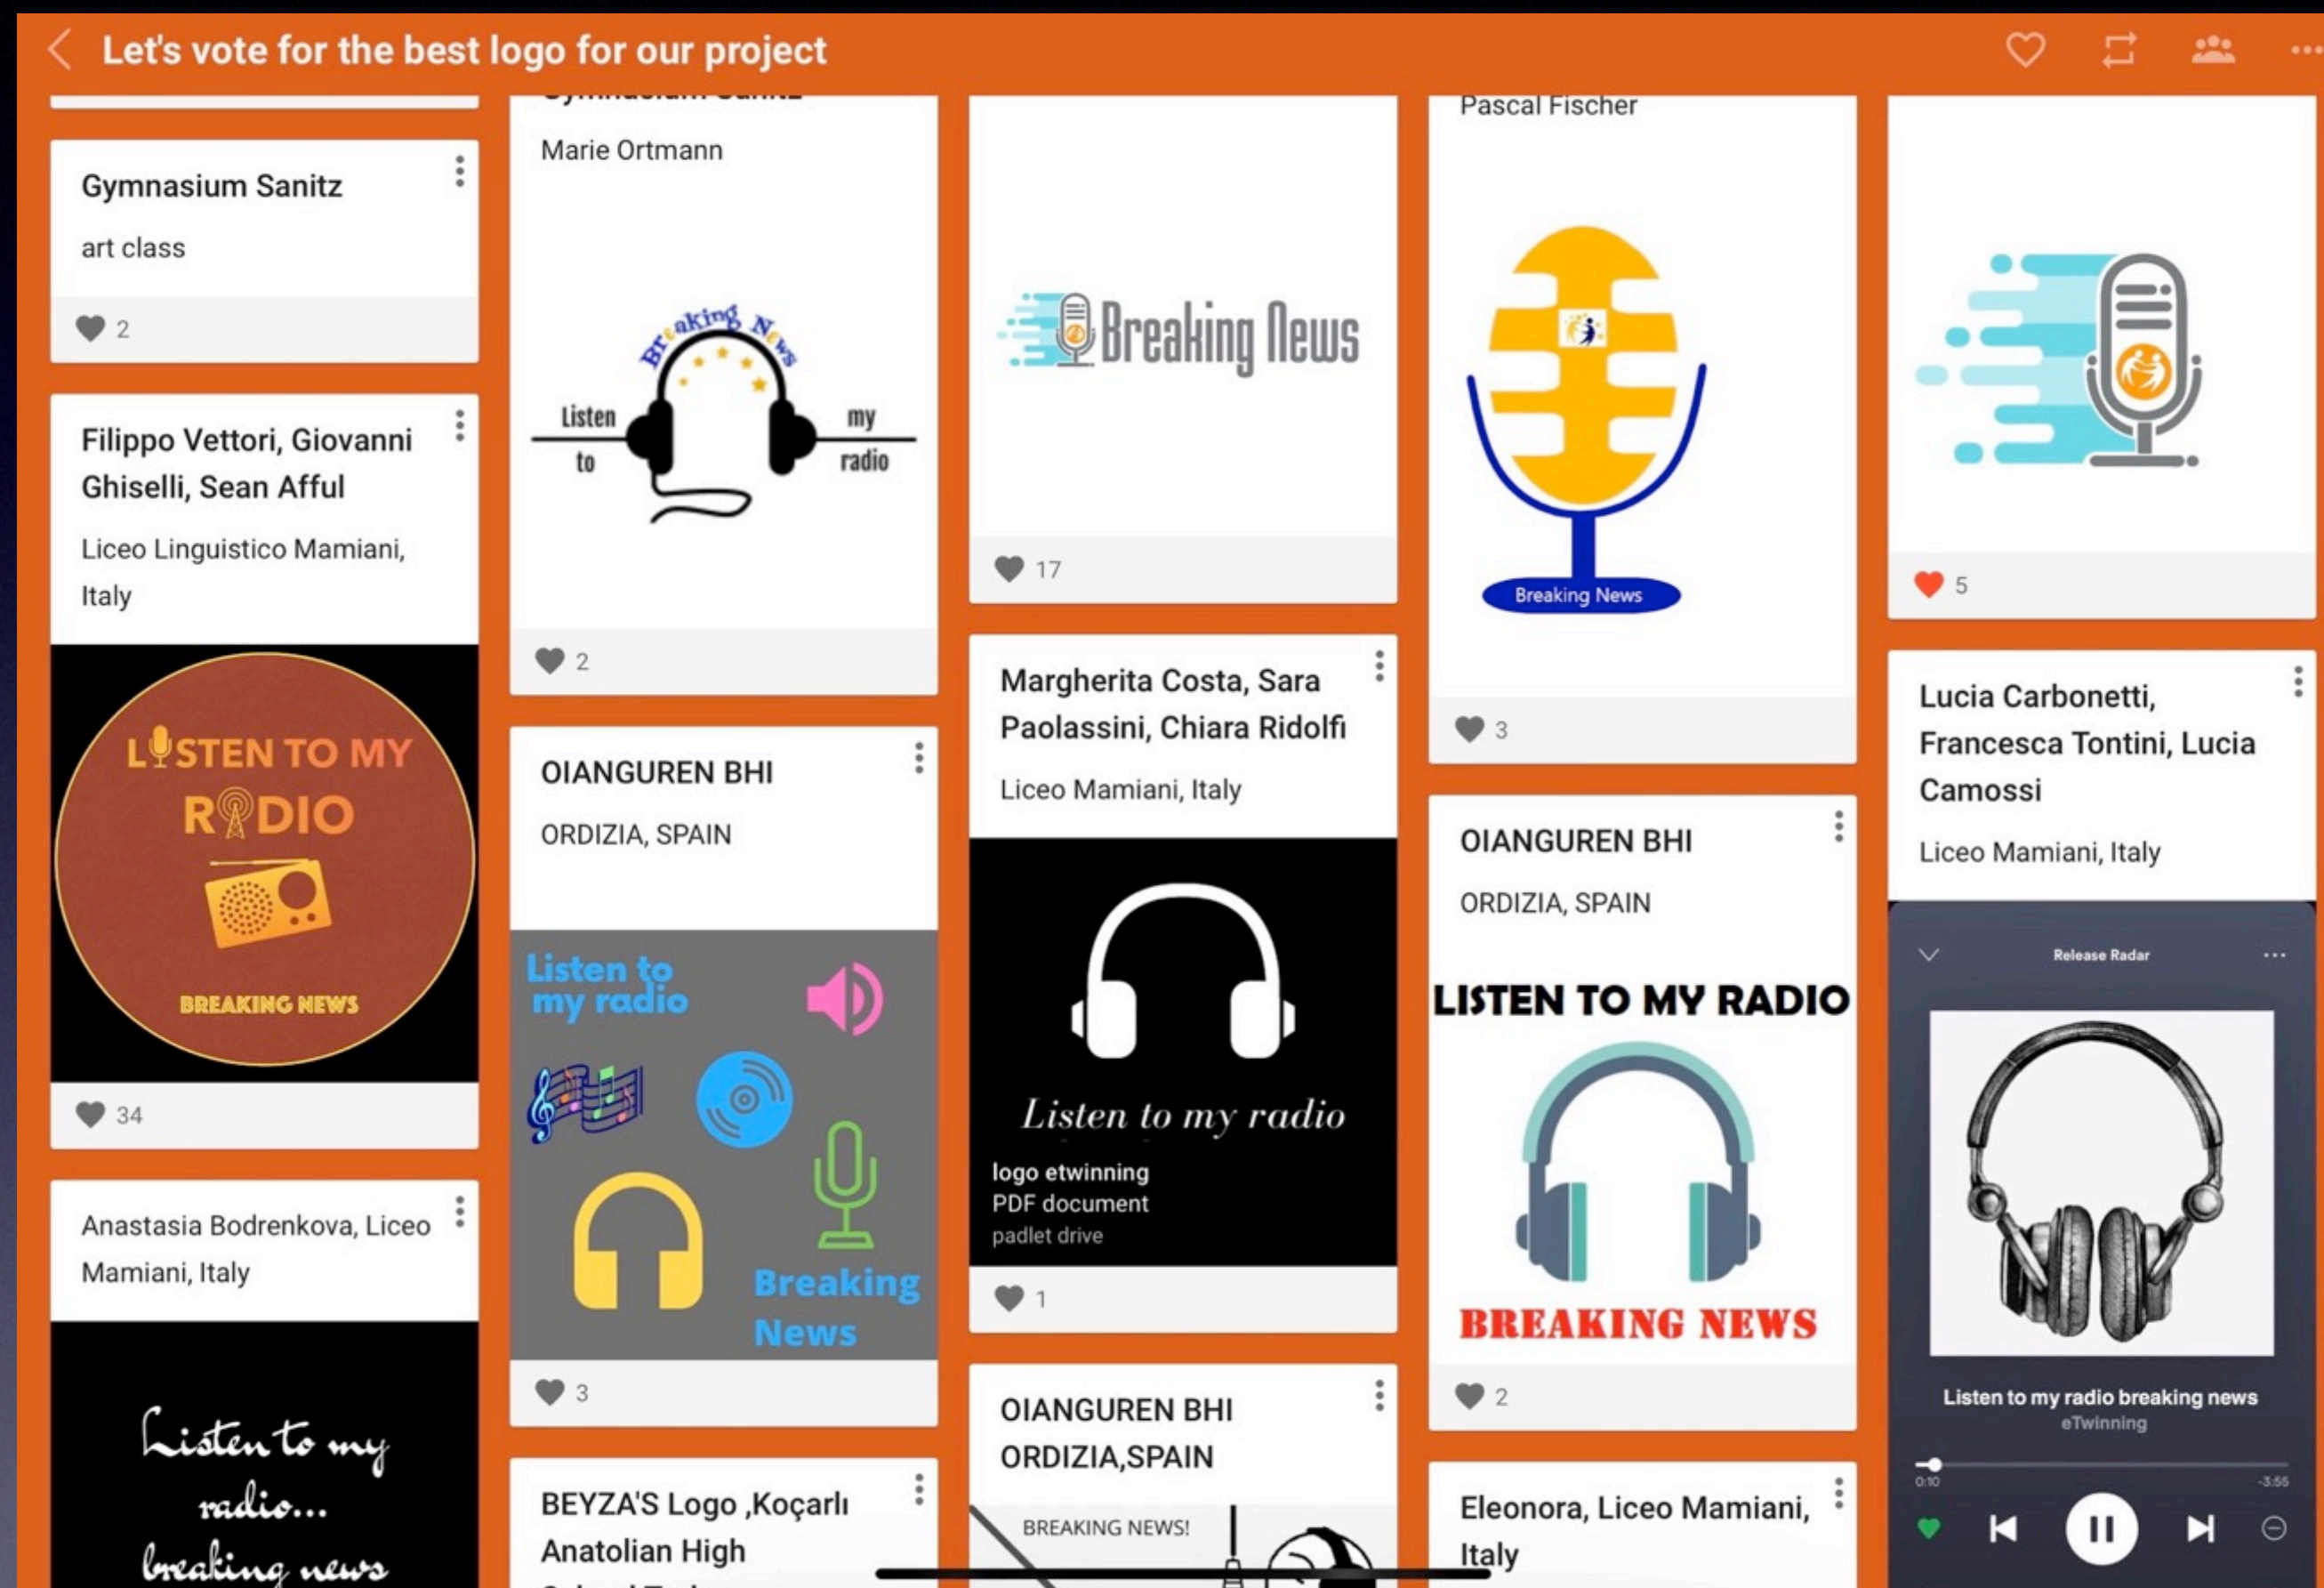 Let's vote for the best logo for our project
Gymnasium Sanitz
art class
2
Filippo Vettori, Giovanni
Ghiselli, Sean Afful
Liceo Linguistico Mamiani,
Italy
LISTEN TO MY
RADIO
BREAKING NEWS
34
Anastasia Bodrenkova, Liceo
Mamiani, Italy
Listen to my
radio...
breaking news
Gymnasium Sanitz
Marie Ortmann
Breaking News
Listen
to
my
radio
2
OIANGUREN BHI
ORDIZIA, SPAIN
Listen to
my radio
Breaking
News
3
BEYZA'S Logo ,Koçarlı
Anatolian High
Breaking News
17
Margherita Costa, Sara
Paolassini, Chiara Ridolfi
Liceo Mamiani, Italy
Listen to my radio
logo etwinning
PDF document
padlet drive
1
OIANGUREN BHI
ORDIZIA,SPAIN
BREAKING NEWS!
Pascal Fischer
Breaking News
3
OIANGUREN BHI
ORDIZIA, SPAIN
LISTEN TO MY RADIO
BREAKING NEWS
2
Eleonora, Liceo Mamiani,
Italy
5
Lucia Carbonetti,
Francesca Tontini, Lucia
Camossi
Liceo Mamiani, Italy
Release Radar
Listen to my radio breaking news
eTwinning
0:10
-3:55